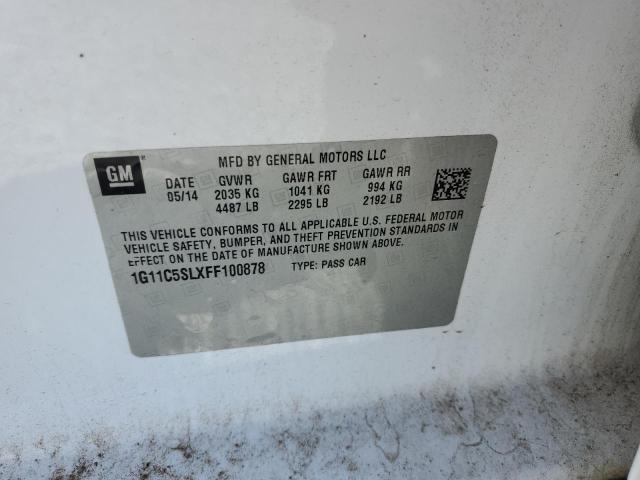 GM
MFD BY GENERAL MOTORS LLC
DATE GVWR GAWR FRT GAWR RR
05/14 2035 KG 1041 KG 994 KG
4487 LB 2295 LB 2192 LB
THIS VEHICLE CONFORMS TO ALL APPLICABLE U.S. FEDERAL MOTOR
VEHICLE SAFETY, BUMPER, AND THEFT PREVENTION STANDARDS IN
EFFECT ON THE DATE OF MANUFACTURE SHOWN ABOVE.
1G11C5SLXFF100878 TYPE: PASS CAR